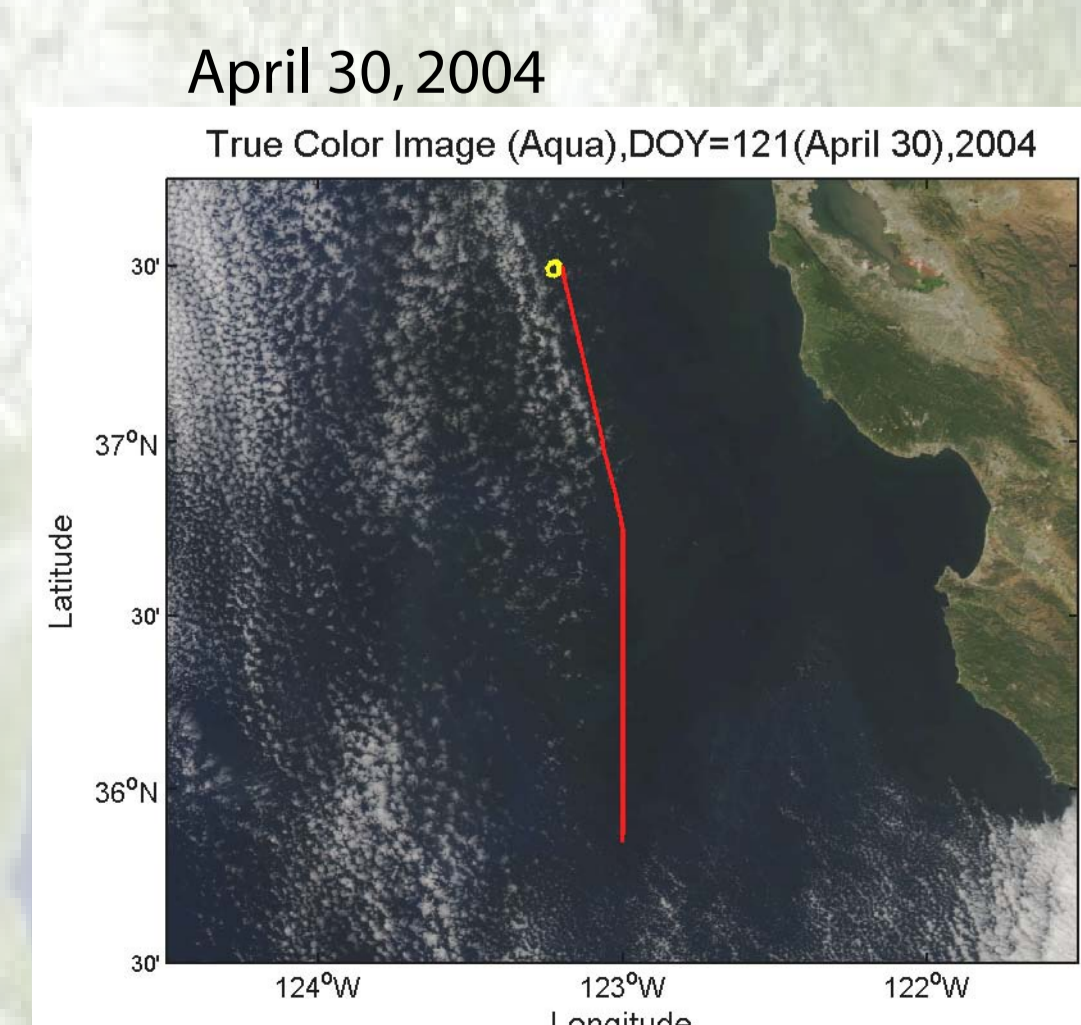 April 30, 2004
True Color Image (Aqua),DOY=121(April 30),2004
30'
37°N
30'
36°N
30'
Latitude
124°W
123°W
122°W
Longitude